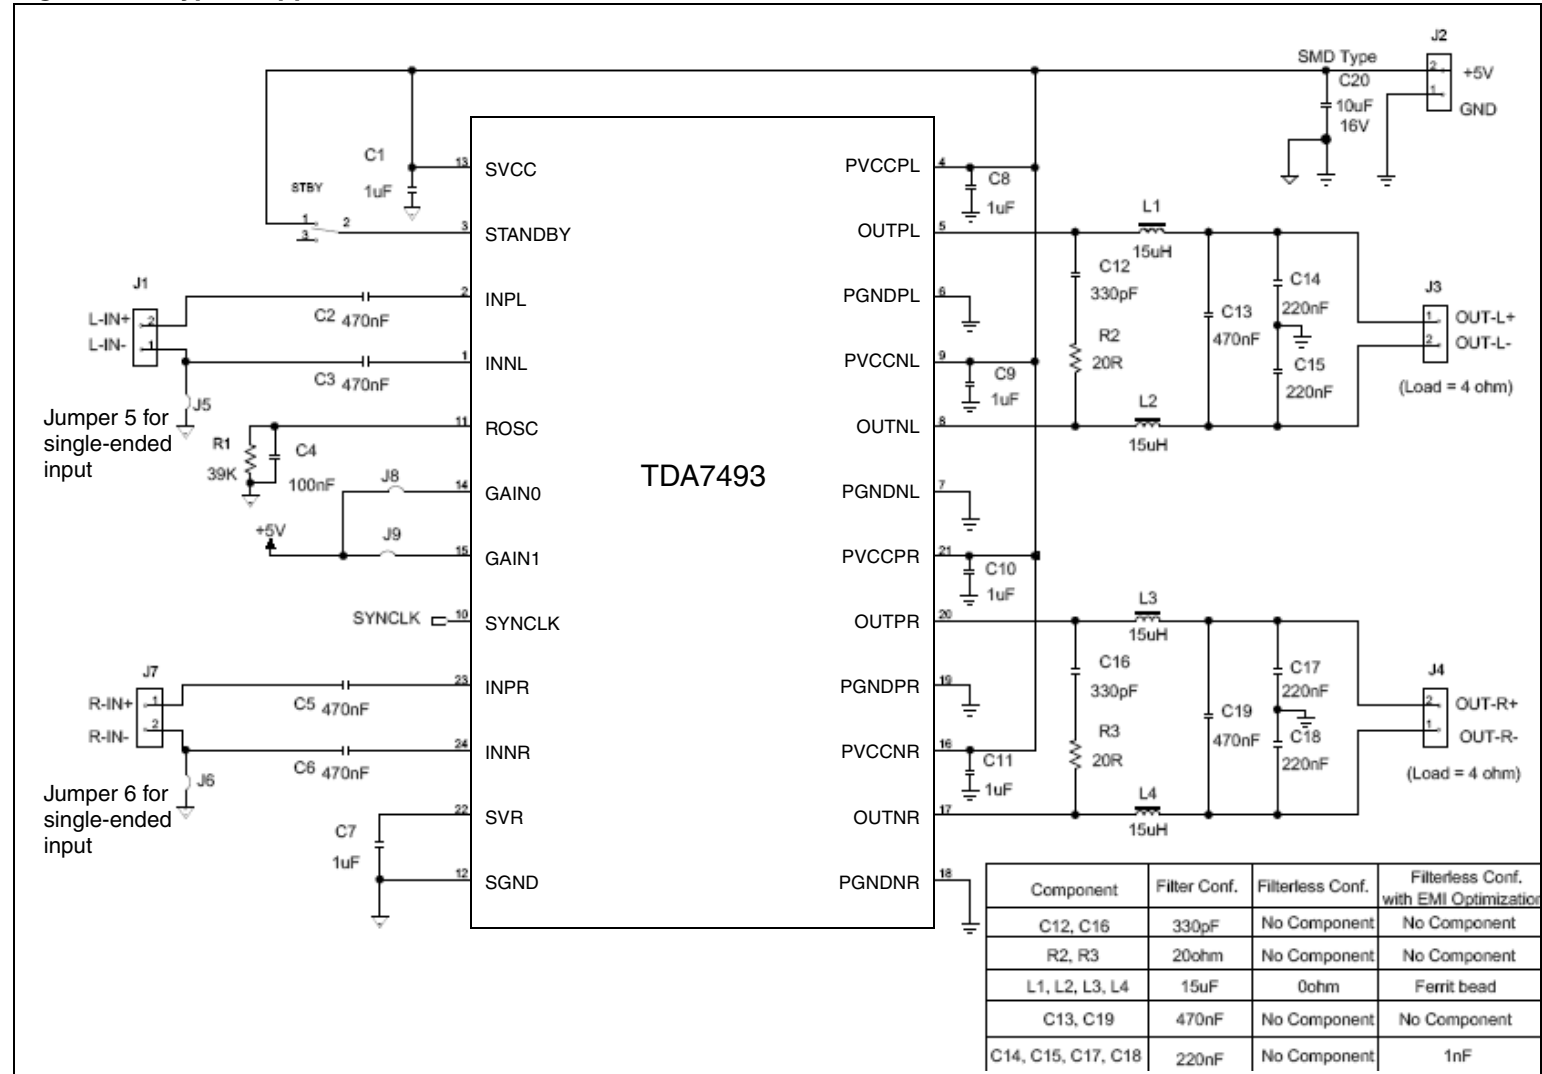 J2
SMD Type
2
+5V
C20
1
10uF
GND
16V
C1
1uF
13
SVCC
PVCCPL
4
C8
1uF
STBY
1
2
3
3
STANDBY
OUTPL
5
L1
15uH
J1
L-IN+
2
L-IN-
1
C2
470nF
2
INPL
PGNDPL
6
C12
330pF
C14
220nF
C13
470nF
J3
1
OUT-L+
2
OUT-L-
(Load = 4 ohm)
C3
470nF
1
INNL
PVCCNL
9
C9
1uF
R2
20R
C15
220nF
J5
Jumper 5 for
single-ended
input
R1
39K
C4
100nF
11
ROSC
OUTNL
8
L2
15uH
TDA7493
J8
14
GAIN0
PGNDNL
7
+5V
J9
15
GAIN1
PVCCPR
21
C10
1uF
SYNCLK
10
SYNCLK
OUTPR
20
L3
15uH
J7
R-IN+
1
R-IN-
2
C5
470nF
23
INPR
PGNDPR
19
C16
330pF
C17
220nF
C19
470nF
J4
2
OUT-R+
1
OUT-R-
(Load = 4 ohm)
C6
470nF
24
INNR
PVCCNR
16
C11
1uF
R3
20R
C18
220nF
J6
Jumper 6 for
single-ended
input
C7
1uF
22
SVR
OUTNR
17
L4
15uH
12
SGND
PGNDNR
18
Component Filter Conf. Filterless Conf. Filterless Conf.
with EMI Optimization
C12, C16 330pF No Component No Component
R2, R3 20ohm No Component No Component
L1, L2, L3, L4 15uF 0ohm Ferrit bead
C13, C19 470nF No Component No Component
C14, C15, C17, C18 220nF No Component 1nF